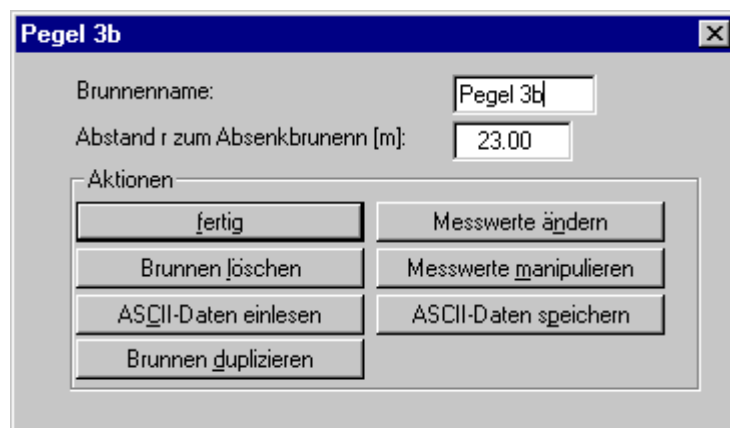 Pegel 3b
Brunnenname: Pegel 3b
Abstand r zum Absenkbrunenn [m]: 23.00
Aktionen
fertig Messwerte ändern
Brunnen löschen Messwerte manipulieren
ASCII-Daten einlesen ASCII-Daten speichern
Brunnen duplizieren